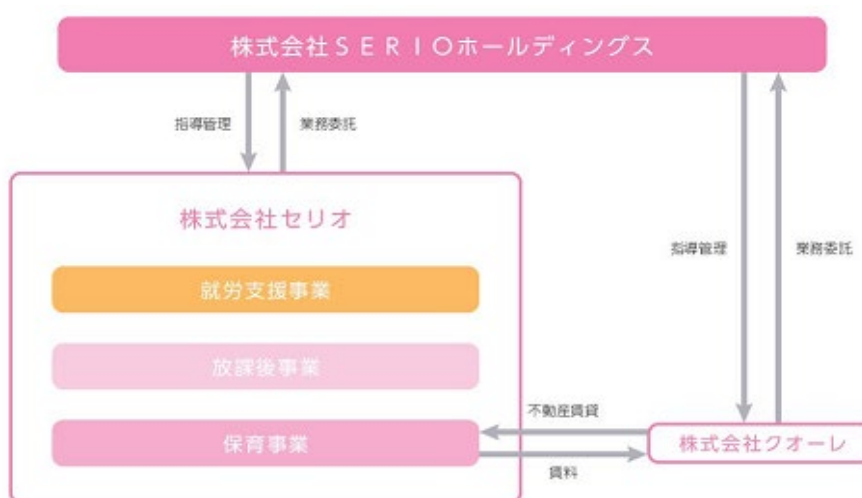 株式会社ＳＥＲＩＯホールディングス
指導管理
業務委託
株式会社セリオ
就労支援事業
放課後事業
保育事業
指導管理
業務委託
不動産賃貸
賃料
株式会社クオーレ